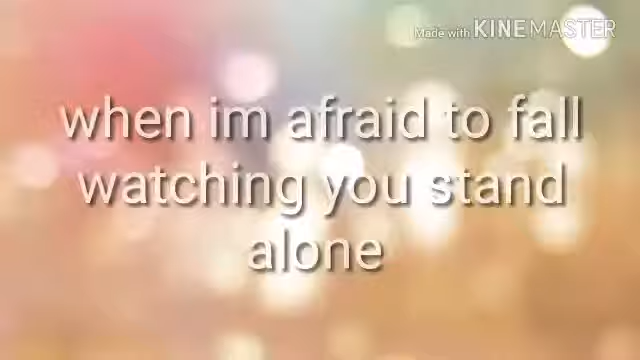 Made with KINEMASTER
when im afraid to fall
watching you stand
alone